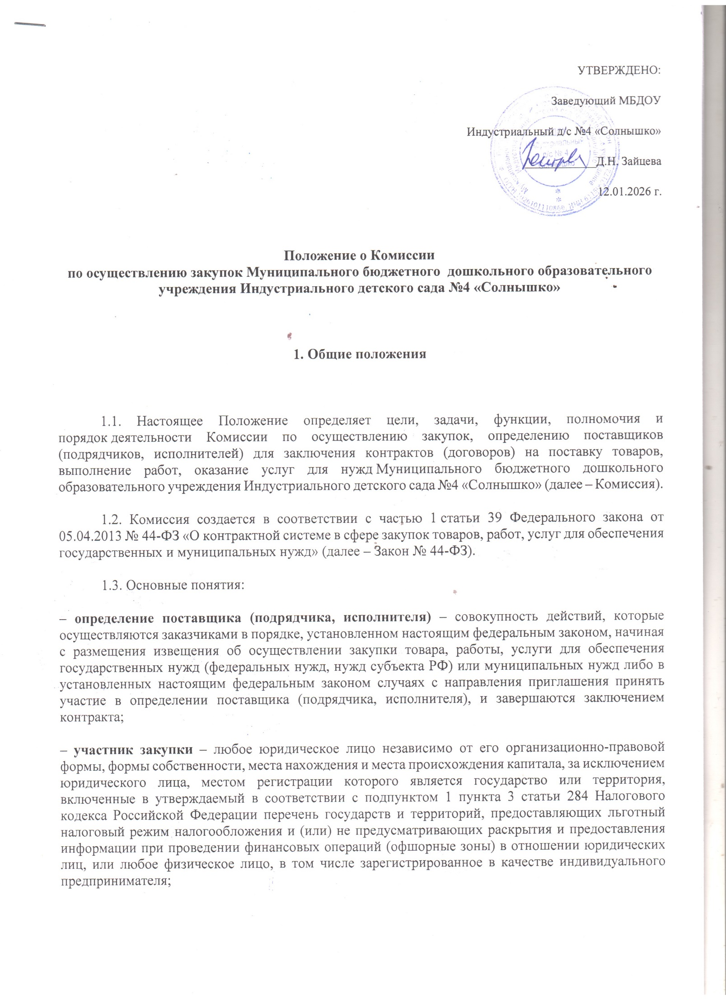 УТВЕРЖДЕНО:
Заведующий МБДОУ
Индустриальный д/с №4 «Солнышко»
____________Д.Н. Зайцева
12.01.2026 г.
Положение о Комиссии
по осуществлению закупок Муниципального бюджетного дошкольного образовательного
учреждения Индустриального детского сада №4 «Солнышко»
1. Общие положения
1.1. Настоящее Положение определяет цели, задачи, функции, полномочия и
порядок деятельности Комиссии по осуществлению закупок, определению поставщиков
(подрядчиков, исполнителей) для заключения контрактов (договоров) на поставку товаров,
выполнение работ, оказание услуг для нужд Муниципального бюджетного дошкольного
образовательного учреждения Индустриального детского сада №4 «Солнышко» (далее – Комиссия).
1.2. Комиссия создается в соответствии с частью 1 статьи 39 Федерального закона от
05.04.2013 № 44-ФЗ «О контрактной системе в сфере закупок товаров, работ, услуг для обеспечения
государственных и муниципальных нужд» (далее – Закон № 44-ФЗ).
1.3. Основные понятия:
– определение поставщика (подрядчика, исполнителя) – совокупность действий, которые
осуществляются заказчиками в порядке, установленном настоящим федеральным законом, начиная
с размещения извещения об осуществлении закупки товара, работы, услуги для обеспечения
государственных нужд (федеральных нужд, нужд субъекта РФ) или муниципальных нужд либо в
установленных настоящим федеральным законом случаях с направления приглашения принять
участие в определении поставщика (подрядчика, исполнителя), и завершаются заключением
контракта;
– участник закупки – любое юридическое лицо независимо от его организационно-правовой
формы, формы собственности, места нахождения и места происхождения капитала, за исключением
юридического лица, местом регистрации которого является государство или территория,
включенные в утверждаемый в соответствии с подпунктом 1 пункта 3 статьи 284 Налогового
кодекса Российской Федерации перечень государств и территорий, предоставляющих льготный
налоговый режим налогообложения и (или) не предусматривающих раскрытия и предоставления
информации при проведении финансовых операций (офшорные зоны) в отношении юридических
лиц, или любое физическое лицо, в том числе зарегистрированное в качестве индивидуального
предпринимателя;